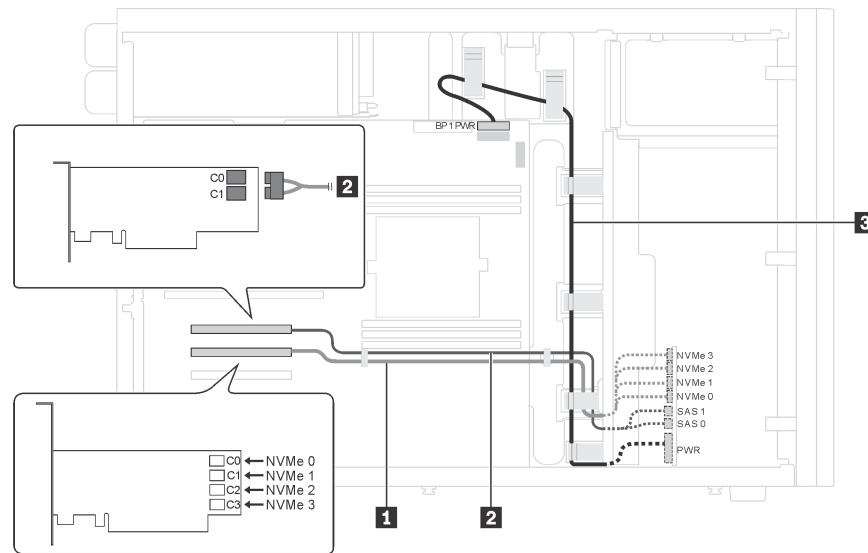 BP 1 PWR
C0
C1
2
3
NVMe 3
NVMe 2
NVMe 1
NVMe 0
SAS 1
SAS 0
PWR
2
1
2
C0 NVMe 0
C1 NVMe 1
C2 NVMe 2
C3 NVMe 3